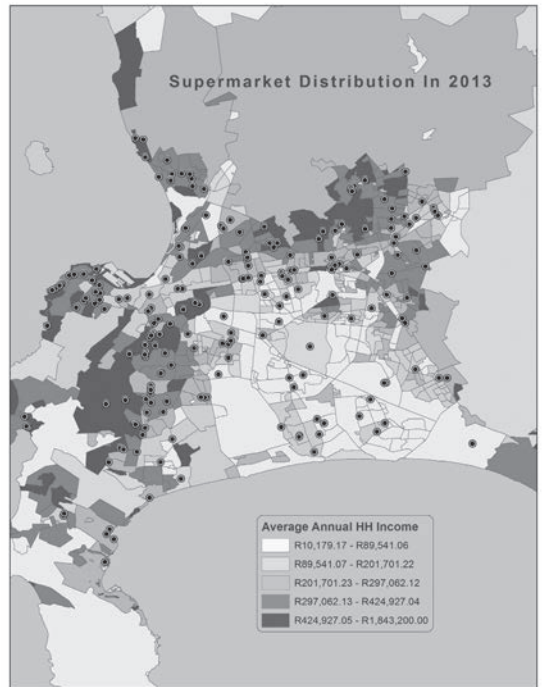 Supermarket Distribution In 2013
Average Annual HH Income
R10,179.17 - R89,541.06
R89,541.07 - R201,701.22
R201,701.23 - R297,062.12
R297,062.13 - R424,927.04
R424,927.05 - R1,843,200.00